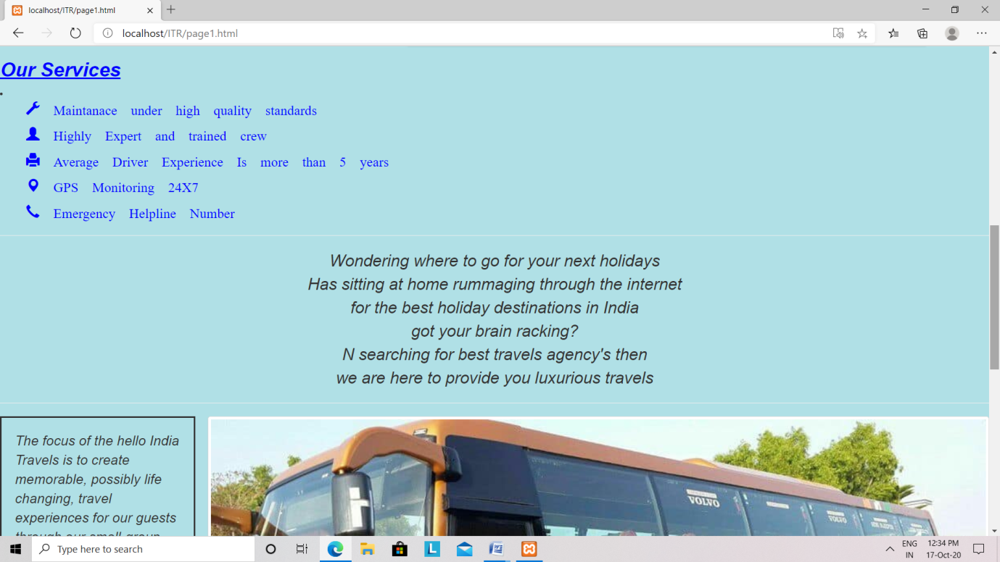 localhost/ITR/page1.html
localhost/ITR/page1.html
Our Services
Maintanace under high quality standards
Highly Expert and trained crew
Average Driver Experience Is more than 5 years
GPS Monitoring 24X7
Emergency Helpline Number
Wondering where to go for your next holidays
Has sitting at home rummaging through the internet
for the best holiday destinations in India
got your brain racking?
N searching for best travels agency's then
we are here to provide you luxurious travels
The focus of the hello India
Travels is to create
memorable, possibly life
changing, travel
experiences for our guests
through our small group
VOLVO
VOLVO
Type here to search
L
W
ENG
IN
12:34 PM
17-Oct-20